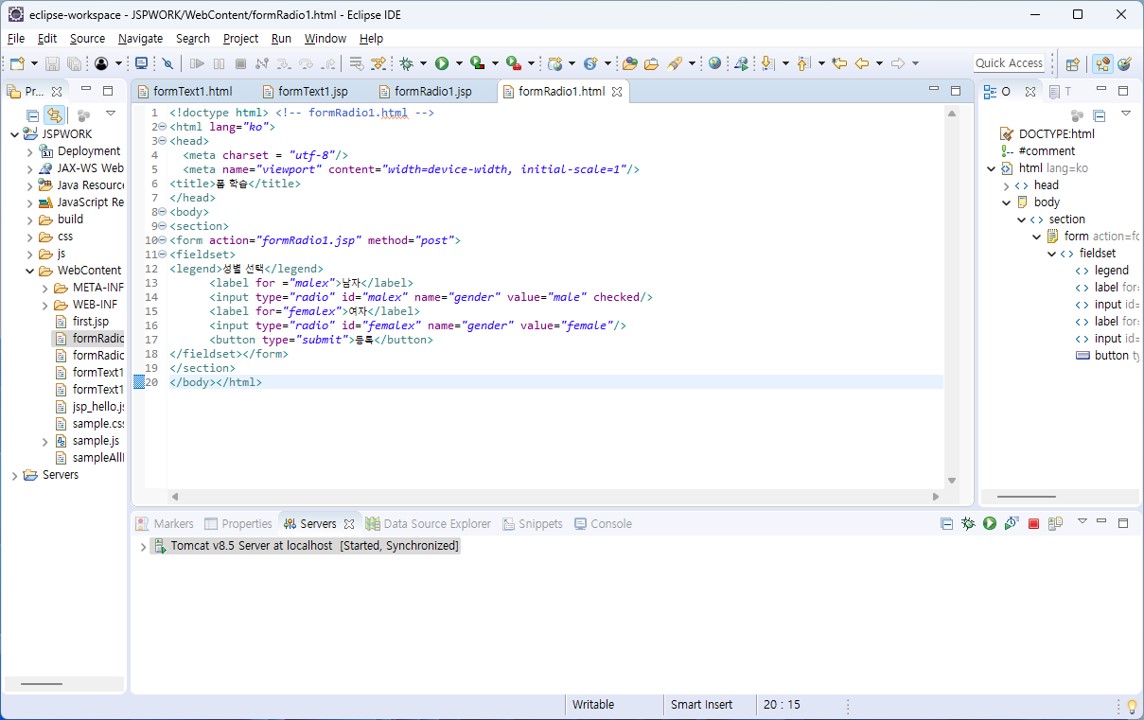 eclipse-workspace - JSPWORK/WebContent/formRadio1.html - Eclipse IDE
File Edit Source Navigate Search Project Run Window Help
Quick Access
Pr...
formText1.html formText1.jsp formRadio1.jsp formRadio1.html
O T
JSPWORK
Deployment
JAX-WS Web
Java Resourc
JavaScript Re
build
css
js
WebContent
META-INF
WEB-INF
first.jsp
formRadio
formRadic
formText1
formText1
jsp_hello.js
sample.css
sample.js
sampleAll
Servers
1 <!doctype html> <!-- formRadio1.html -->
2 <html lang="ko">
3 <head>
4 <meta charset = "utf-8"/>
5 <meta name="viewport" content="width=device-width, initial-scale=1"/>
6 <title>폼 학습</title>
7 </head>
8 <body>
9 <section>
10 <form action="formRadio1.jsp" method="post">
11 <fieldset>
12 <legend>성별 선택</legend>
13 <label for ="malex">남자</label>
14 <input type="radio" id="malex" name="gender" value="male" checked/>
15 <label for="femalex">여자</label>
16 <input type="radio" id="femalex" name="gender" value="female"/>
17 <button type="submit">등록</button>
18 </fieldset></form>
19 </section>
20 </body></html>
DOCTYPE:html
#comment
html lang=ko
head
body
section
form action=fo
fieldset
legend
label for=
input id=
label for=
input id=
button ty
Markers Properties Servers Data Source Explorer Snippets Console
Tomcat v8.5 Server at localhost [Started, Synchronized]
Writable Smart Insert 20 : 15